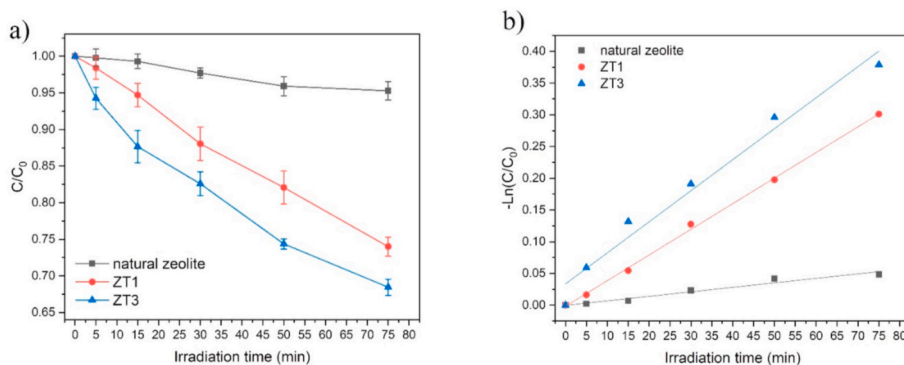 a)
C/C0
1.00
0.95
0.90
0.85
0.80
0.75
0.70
0.65
natural zeolite
ZT1
ZT3
0 5 10 15 20 25 30 35 40 45 50 55 60 65 70 75 80
Irradiation time (min)
b)
-Ln(C/C0)
0.40
0.35
0.30
0.25
0.20
0.15
0.10
0.05
0.00
natural zeolite
ZT1
ZT3
0 5 10 15 20 25 30 35 40 45 50 55 60 65 70 75 80
Irradiation time (min)